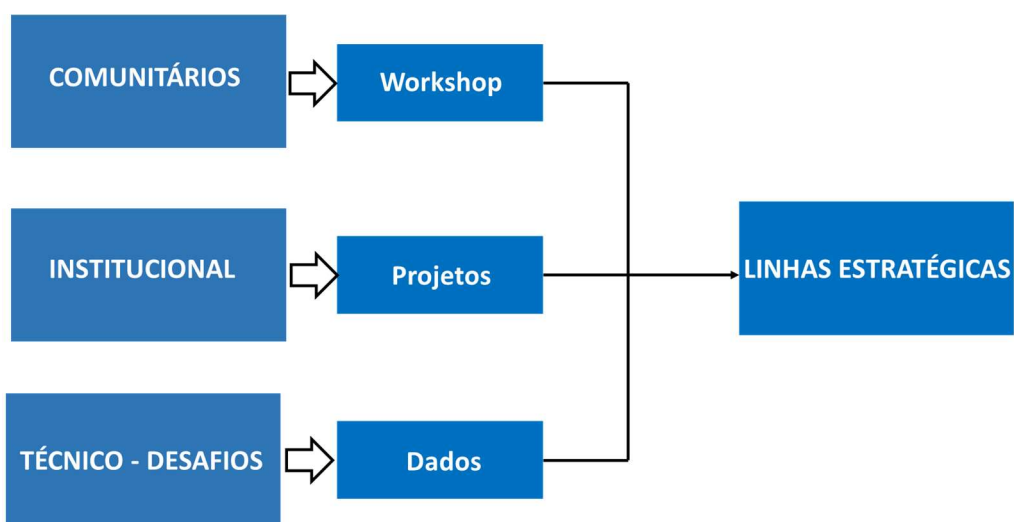 COMUNITÁRIOS
Workshop
INSTITUCIONAL
Projetos
LINHAS ESTRATÉGICAS
TÉCNICO - DESAFIOS
Dados